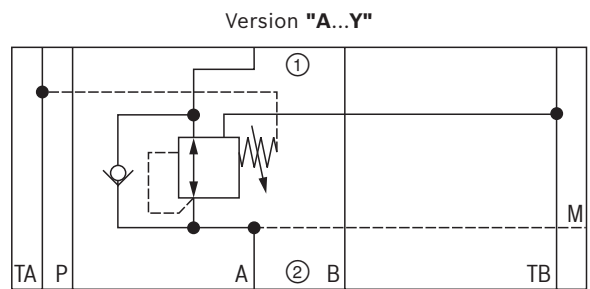 Version "A...Y"
①
M
TA P A ② B TB